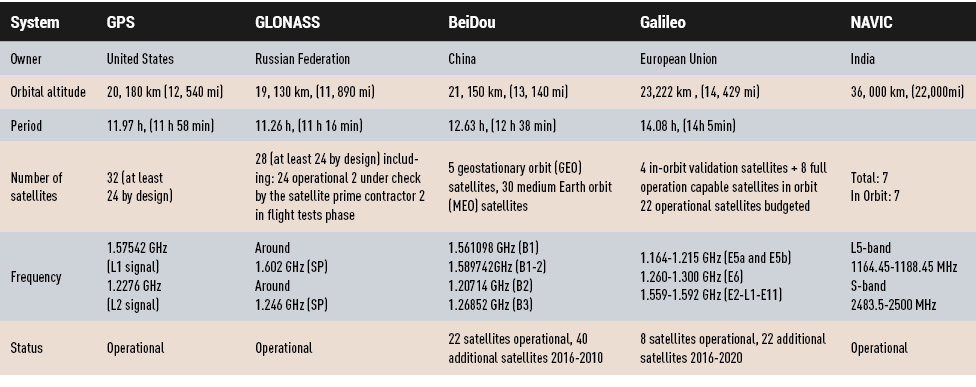 System GPS GLONASS BeiDou Galileo NAVIC
Owner United States Russian Federation China European Union India
Orbital altitude 20, 180 km (12, 540 mi) 19, 130 km, (11, 890 mi) 21, 150 km, (13, 140 mi) 23,222 km , (14, 429 mi) 36, 000 km, (22,000mi)
Period 11.97 h, (11 h 58 min) 11.26 h, (11 h 16 min) 12.63 h, (12 h 38 min) 14.08 h, (14h 5min)
Number of
satellites
32 (at least
24 by design)
28 (at least 24 by design) includ-
ing: 24 operational 2 under check
by the satellite prime contractor 2
in flight tests phase
5 geostationary orbit (GEO)
satellites, 30 medium Earth orbit
(MEO) satellites
4 in-orbit validation satellites + 8 full
operation capable satellites in orbit
22 operational satellites budgeted
Total: 7
In Orbit: 7
Frequency
1.57542 GHz
(L1 signal)
1.2276 GHz
(L2 signal)
Around
1.602 GHz (SP)
Around
1.246 GHz (SP)
1.561098 GHz (B1)
1.589742GHz (B1-2)
1.20714 GHz (B2)
1.26852 GHz (B3)
1.164-1.215 GHz (E5a and E5b)
1.260-1.300 GHz (E6)
1.559-1.592 GHz (E2-L1-E11)
L5-band
1164.45-1188.45 MHz
S-band
2483.5-2500 MHz
Status
Operational
Operational
22 satellites operational, 40
additional satellites 2016-2010
8 satellites operational, 22 additional
satellites 2016-2020
Operational